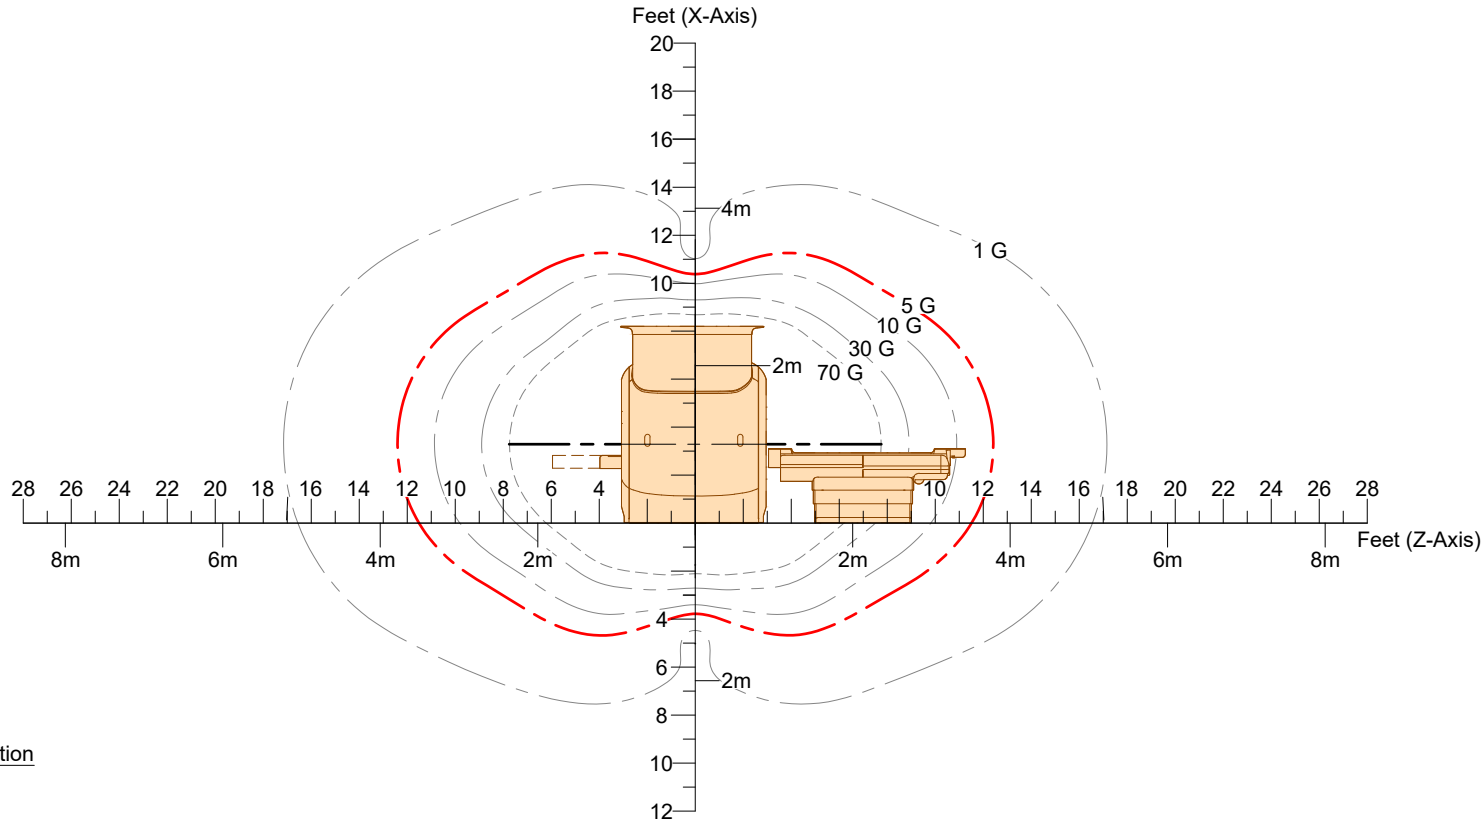 Feet (X-Axis)
20
18
16
14
4m
12
1 G
10
5 G
10 G
30 G
2m
70 G
28 26 24 22 20 18 16 14 12 10 8 6 4 10 12 14 16 18 20 22 24 26 28
Feet (Z-Axis)
8m 6m 4m 2m 2m 4m 6m 8m
4
6
2m
8
tion
10
12